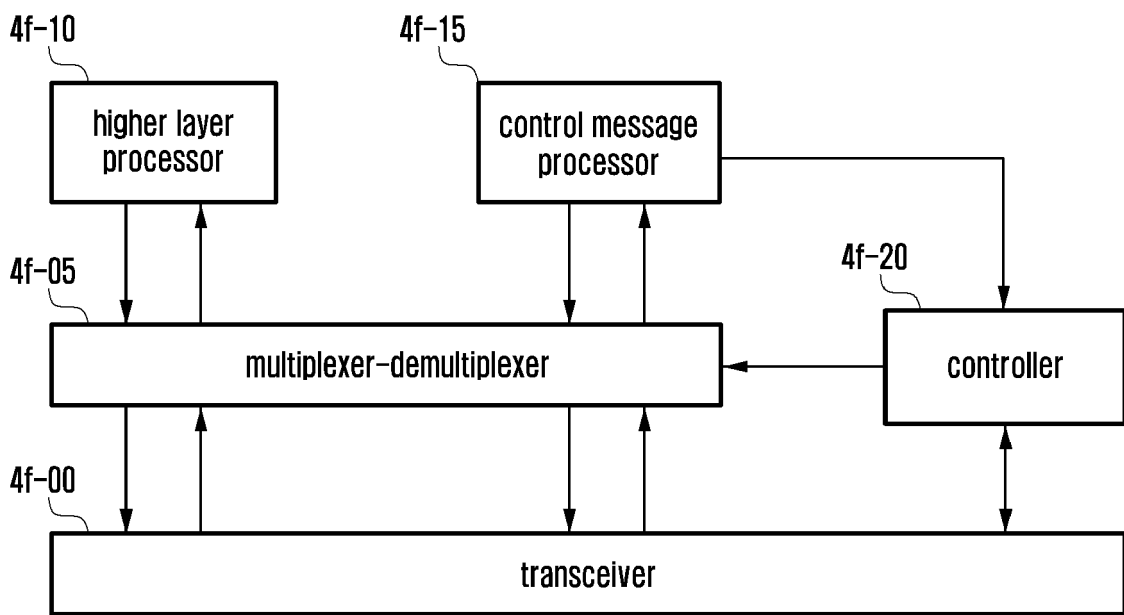 4f-10
4f-15
higher layer
processor
control message
processor
4f-05
4f-20
multiplexer-demultiplexer
controller
4f-00
transceiver